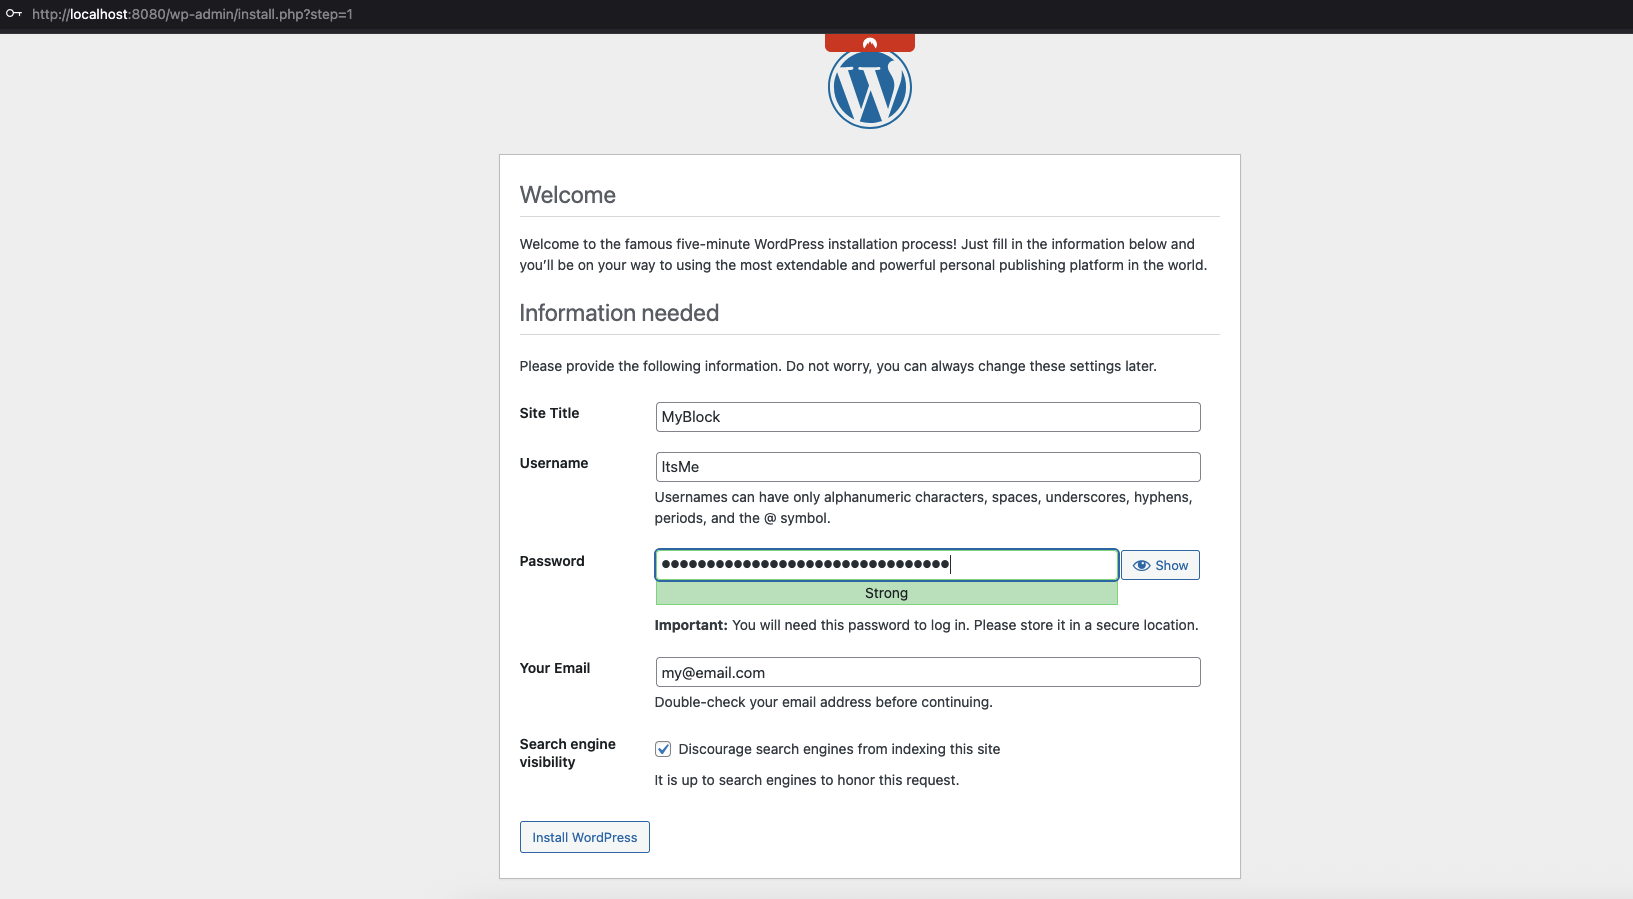 http://localhost:8080/wp-admin/install.php?step=1
Welcome
Welcome to the famous five-minute WordPress installation process! Just fill in the information below and
you’ll be on your way to using the most extendable and powerful personal publishing platform in the world.
Information needed
Please provide the following information. Do not worry, you can always change these settings later.
Site Title
MyBlock
Username
ItsMe
Usernames can have only alphanumeric characters, spaces, underscores, hyphens,
periods, and the @ symbol.
Password
••••••••••••••••••••••••••••••••
Show
Strong
Important: You will need this password to log in. Please store it in a secure location.
Your Email
my@email.com
Double-check your email address before continuing.
Search engine
visibility
Discourage search engines from indexing this site
It is up to search engines to honor this request.
Install WordPress